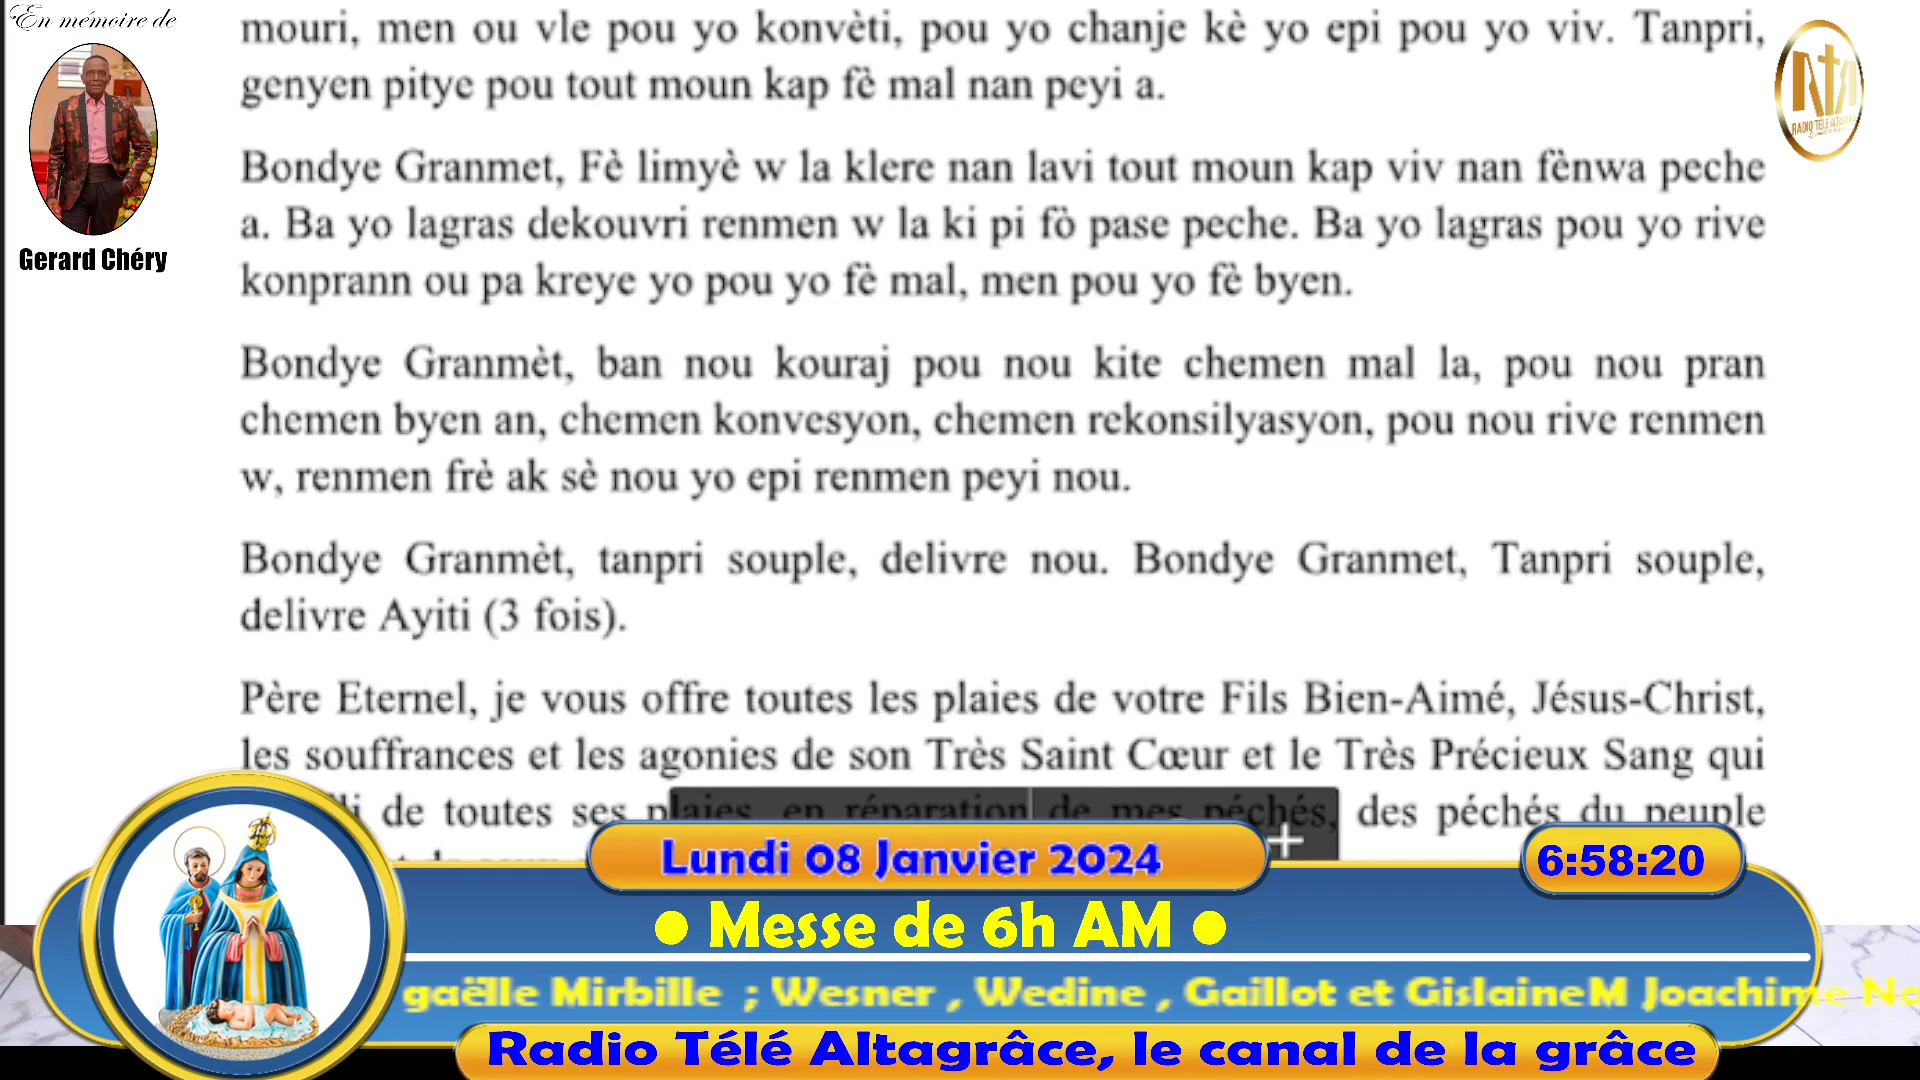 En mémoire de
Gerard Chéry
RADIO TELE
mouri, men ou vle pou yo konvèti, pou yo chanje kè yo epi pou yo viv. Tanpri,
genyen pitye pou tout moun kap fè mal nan peyi a.
Bondye Granmet, Fè limyè w la klere nan lavi tout moun kap viv nan fènwa peche
a. Ba yo lagras dekouvri renmen w la ki pi fò pase peche. Ba yo lagras pou yo rive
konprann ou pa kreye yo pou yo fè mal, men pou yo fè byen.
Bondye Granmèt, ban nou kouraj pou nou kite chemen mal la, pou nou pran
chemen byen an, chemen konvesyon, chemen rekonsilyasyon, pou nou rive renmen
w, renmen frè ak sè nou yo epi renmen peyi nou.
Bondye Granmèt, tanpri souple, delivre nou. Bondye Granmet, Tanpri souple,
delivre Ayiti (3 fois).
Père Eternel, je vous offre toutes les plaies de votre Fils Bien-Aimé, Jésus-Christ,
les souffrances et les agonies de son Très Saint Cœur et le Très Précieux Sang qui
de toutes ses plaies, en réparation de mes péchés, des péchés du peuple
Lundi 08 Janvier 2024
6:58:20
• Messe de 6h AM •
gaëlle Mirbille ; Wesner , Wedine , Gaillot et GislaineM Joachime
Radio Télé Altagrâce, le canal de la grâce